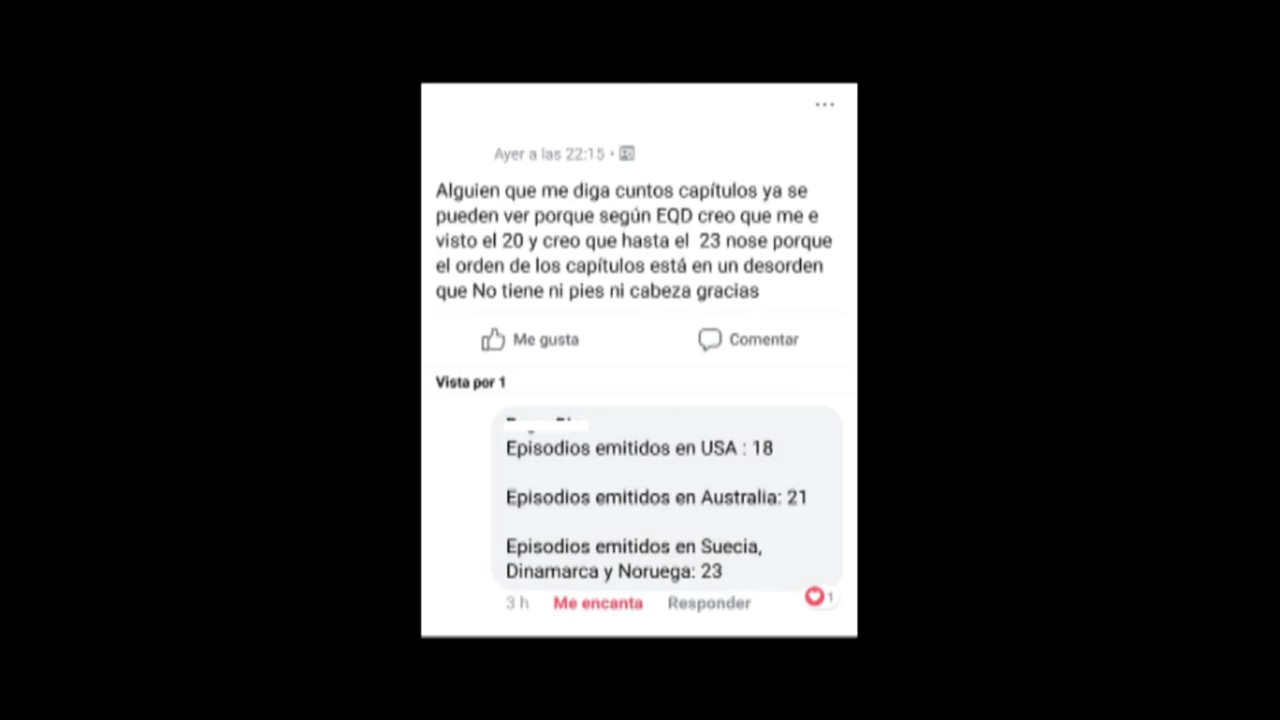 Ayer a las 22:15 •
Alguien que me diga cuntos capítulos ya se
pueden ver porque según EQD creo que me e
visto el 20 y creo que hasta el 23 nose porque
el orden de los capítulos está en un desorden
que No tiene ni pies ni cabeza gracias
Me gusta
Comentar
Vista por 1
Episodios emitidos en USA : 18
Episodios emitidos en Australia: 21
Episodios emitidos en Suecia,
Dinamarca y Noruega: 23
3 h Me encanta Responder
1